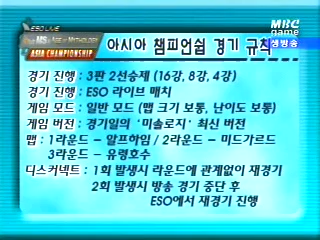 ESO LIVE
MS Age of MYTHOLOGY
ASIA CHAMPIONSHIP
아시아 챔피언쉽 경기 규칙
MBC
game
생방송
경기 진행 : 3판 2선승제 (16강, 8강, 4강)
경기 진행 : ESO 라이브 매치
게임 모드 : 일반 모드 (맵 크기 보통, 난이도 보통)
게임 버전 : 경기일의 '미솔로지' 최신 버전
맵 : 1라운드 - 알프하임 / 2라운드 - 미드가르드
3라운드 - 유령호수
디스커넥트 : 1회 발생시 라운드에 관계없이 재경기
2회 발생시 방송 경기 중단 후
ESO에서 재경기 진행